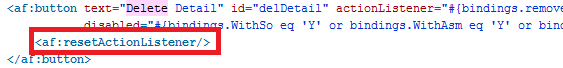 <af:button text="Delete Detail" id="delDetail" actionListener="#{bindings.remove
disabled="#{bindings.WithSo eq 'Y' or bindings.WithAsm eq 'Y' or bind
<af:resetActionListener/>
</af:button>